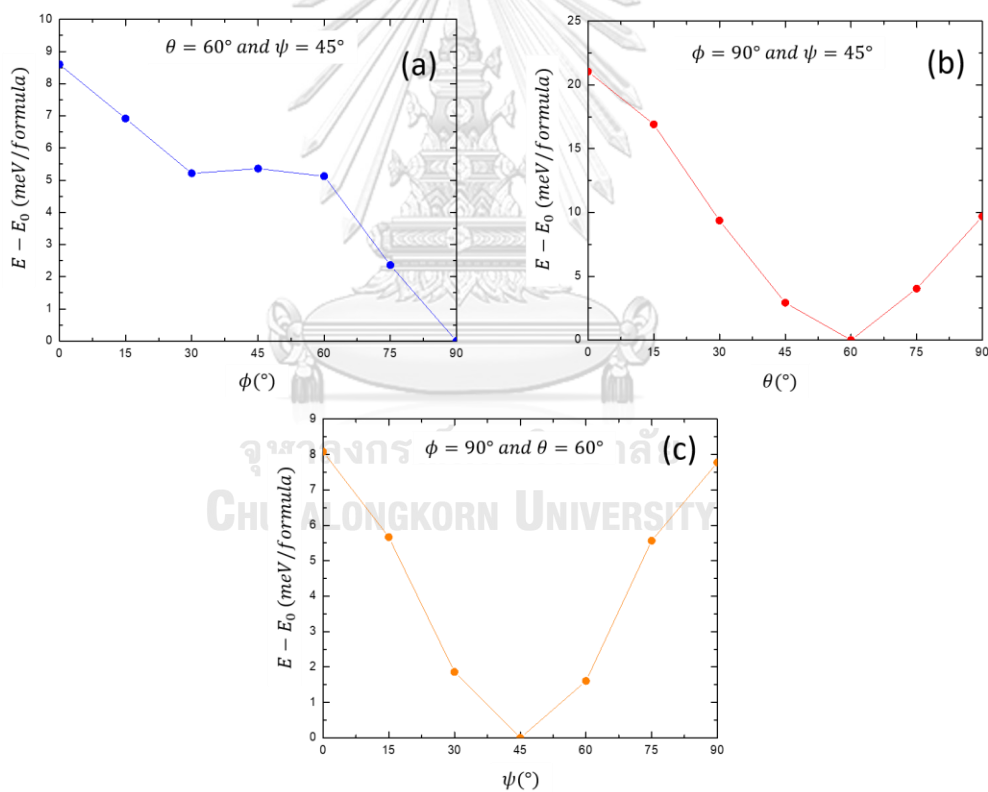 θ = 60° and ψ = 45°
(a)
10
9
8
7
6
5
4
3
2
1
0
E − E₀ (meV/formula)
0 15 30 45 60 75 90
ϕ(°)
ϕ = 90° and ψ = 45°
(b)
25
20
15
10
5
0
E − E₀ (meV/formula)
0 15 30 45 60 75 90
θ(°)
ϕ = 90° and θ = 60°
(c)
9
8
7
6
5
4
3
2
1
0
E − E₀ (meV/formula)
0 15 30 45 60 75 90
ψ(°)
ALONGKORN UNIVERSITY